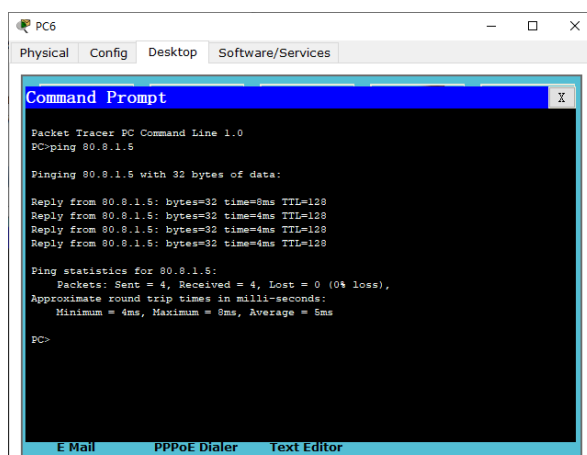 PC6
Physical Config Desktop Software/Services
Command Prompt
X
Packet Tracer PC Command Line 1.0
PC>ping 80.8.1.5
Pinging 80.8.1.5 with 32 bytes of data:
Reply from 80.8.1.5: bytes=32 time=8ms TTL=128
Reply from 80.8.1.5: bytes=32 time=4ms TTL=128
Reply from 80.8.1.5: bytes=32 time=4ms TTL=128
Reply from 80.8.1.5: bytes=32 time=4ms TTL=128
Ping statistics for 80.8.1.5:
Packets: Sent = 4, Received = 4, Lost = 0 (0% loss),
Approximate round trip times in milli-seconds:
Minimum = 4ms, Maximum = 8ms, Average = 5ms
PC>
E Mail PPPoE Dialer Text Editor